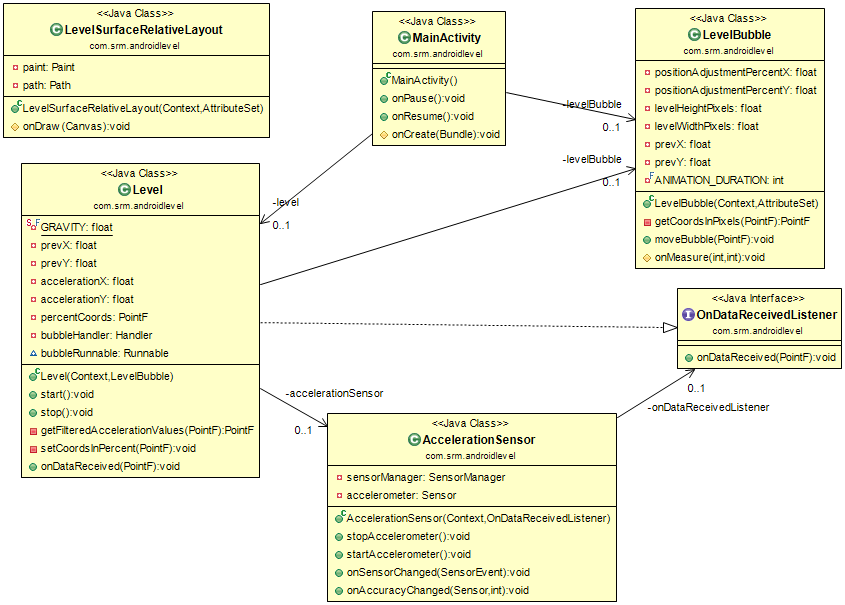 <<Java Class>>
LevelSurfaceRelativeLayout
com.srm.androidlevel
paint: Paint
path: Path
LevelSurfaceRelativeLayout(Context,AttributeSet)
onDraw(Canvas):void
<<Java Class>>
MainActivity
com.srm.androidlevel
MainActivity()
onPause():void
onResume():void
onCreate(Bundle):void
<<Java Class>>
LevelBubble
com.srm.androidlevel
positionAdjustmentPercentX: float
positionAdjustmentPercentY: float
levelHeightPixels: float
levelWidthPixels: float
prevX: float
prevY: float
ANIMATION_DURATION: int
LevelBubble(Context,AttributeSet)
getCoordsInPixels(PointF):PointF
moveBubble(PointF):void
onMeasure(int,int):void
-levelBubble
0..1
-levelBubble
0..1
-level
0..1
<<Java Class>>
Level
com.srm.androidlevel
GRAVITY: float
prevX: float
prevY: float
accelerationX: float
accelerationY: float
percentCoords: PointF
bubbleHandler: Handler
bubbleRunnable: Runnable
Level(Context,LevelBubble)
start():void
stop():void
getFilteredAccelerationValues(PointF):PointF
setCoordsInPercent(PointF):void
onDataReceived(PointF):void
<<Java Interface>>
OnDataReceivedListener
com.srm.androidlevel
onDataReceived(PointF):void
0..1
-onDataReceivedListener
-accelerationSensor
0..1
<<Java Class>>
AccelerationSensor
com.srm.androidlevel
sensorManager: SensorManager
accelerometer: Sensor
AccelerationSensor(Context,OnDataReceivedListener)
stopAccelerometer():void
startAccelerometer():void
onSensorChanged(SensorEvent):void
onAccuracyChanged(Sensor,int):void